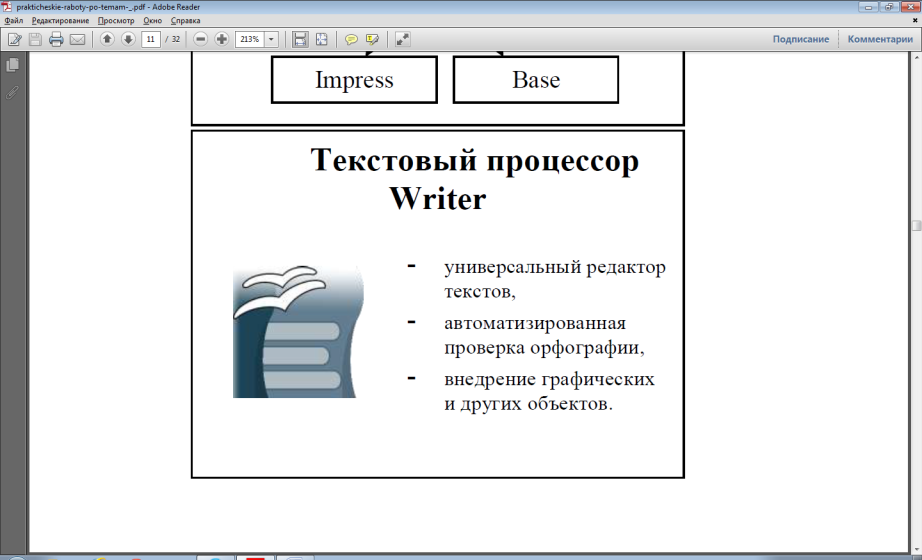 prakticheskie-raboty-po-temam-_.pdf - Adobe Reader
Файл Редактирование Просмотр Окно Справка
11 / 32 213% Подписание Комментарии
Impress Base
Текстовый процессор
Writer
- универсальный редактор
текстов,
- автоматизированная
проверка орфографии,
- внедрение графических
и других объектов.